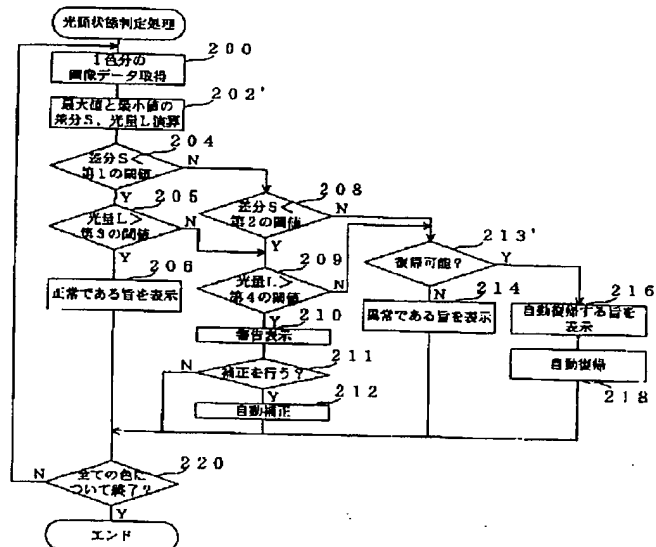 光源状態判定処理
200
1色分の
画像データ取得
202'
最大値と最小値の
差分S、光量L演算
204
差分S<
第1の閾値
N
Y
205
光量L>
第3の閾値
N
Y
206
正常である旨を表示
208
差分S<
第2の閾値
N
Y
209
光量L>
第4の閾値
Y
210
警告表示
211
補正を行う?
N
Y
212
自動補正
213'
復帰可能?
Y
N
214
異常である旨を表示
216
自動復帰する旨を
表示
自動復帰
218
220
全ての色に
ついて終了?
N
Y
エンド